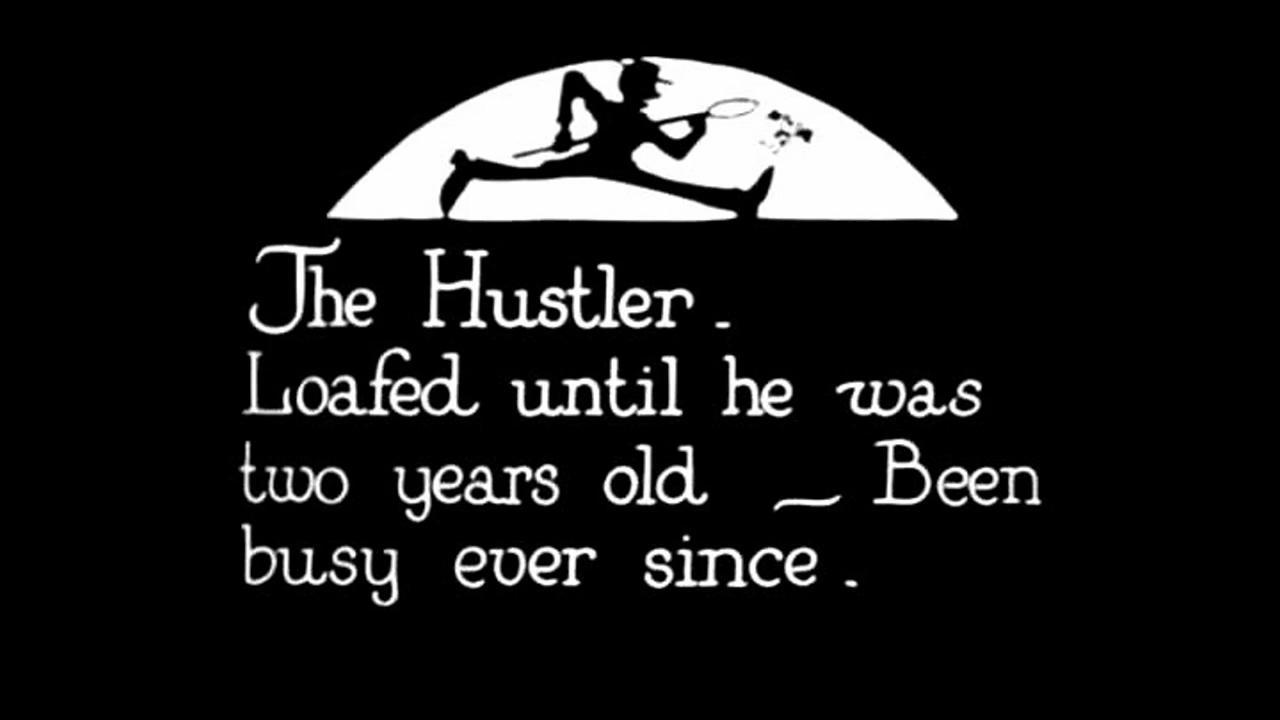 The Hustler.
Loafed until he was
two years old — Been
busy ever since.